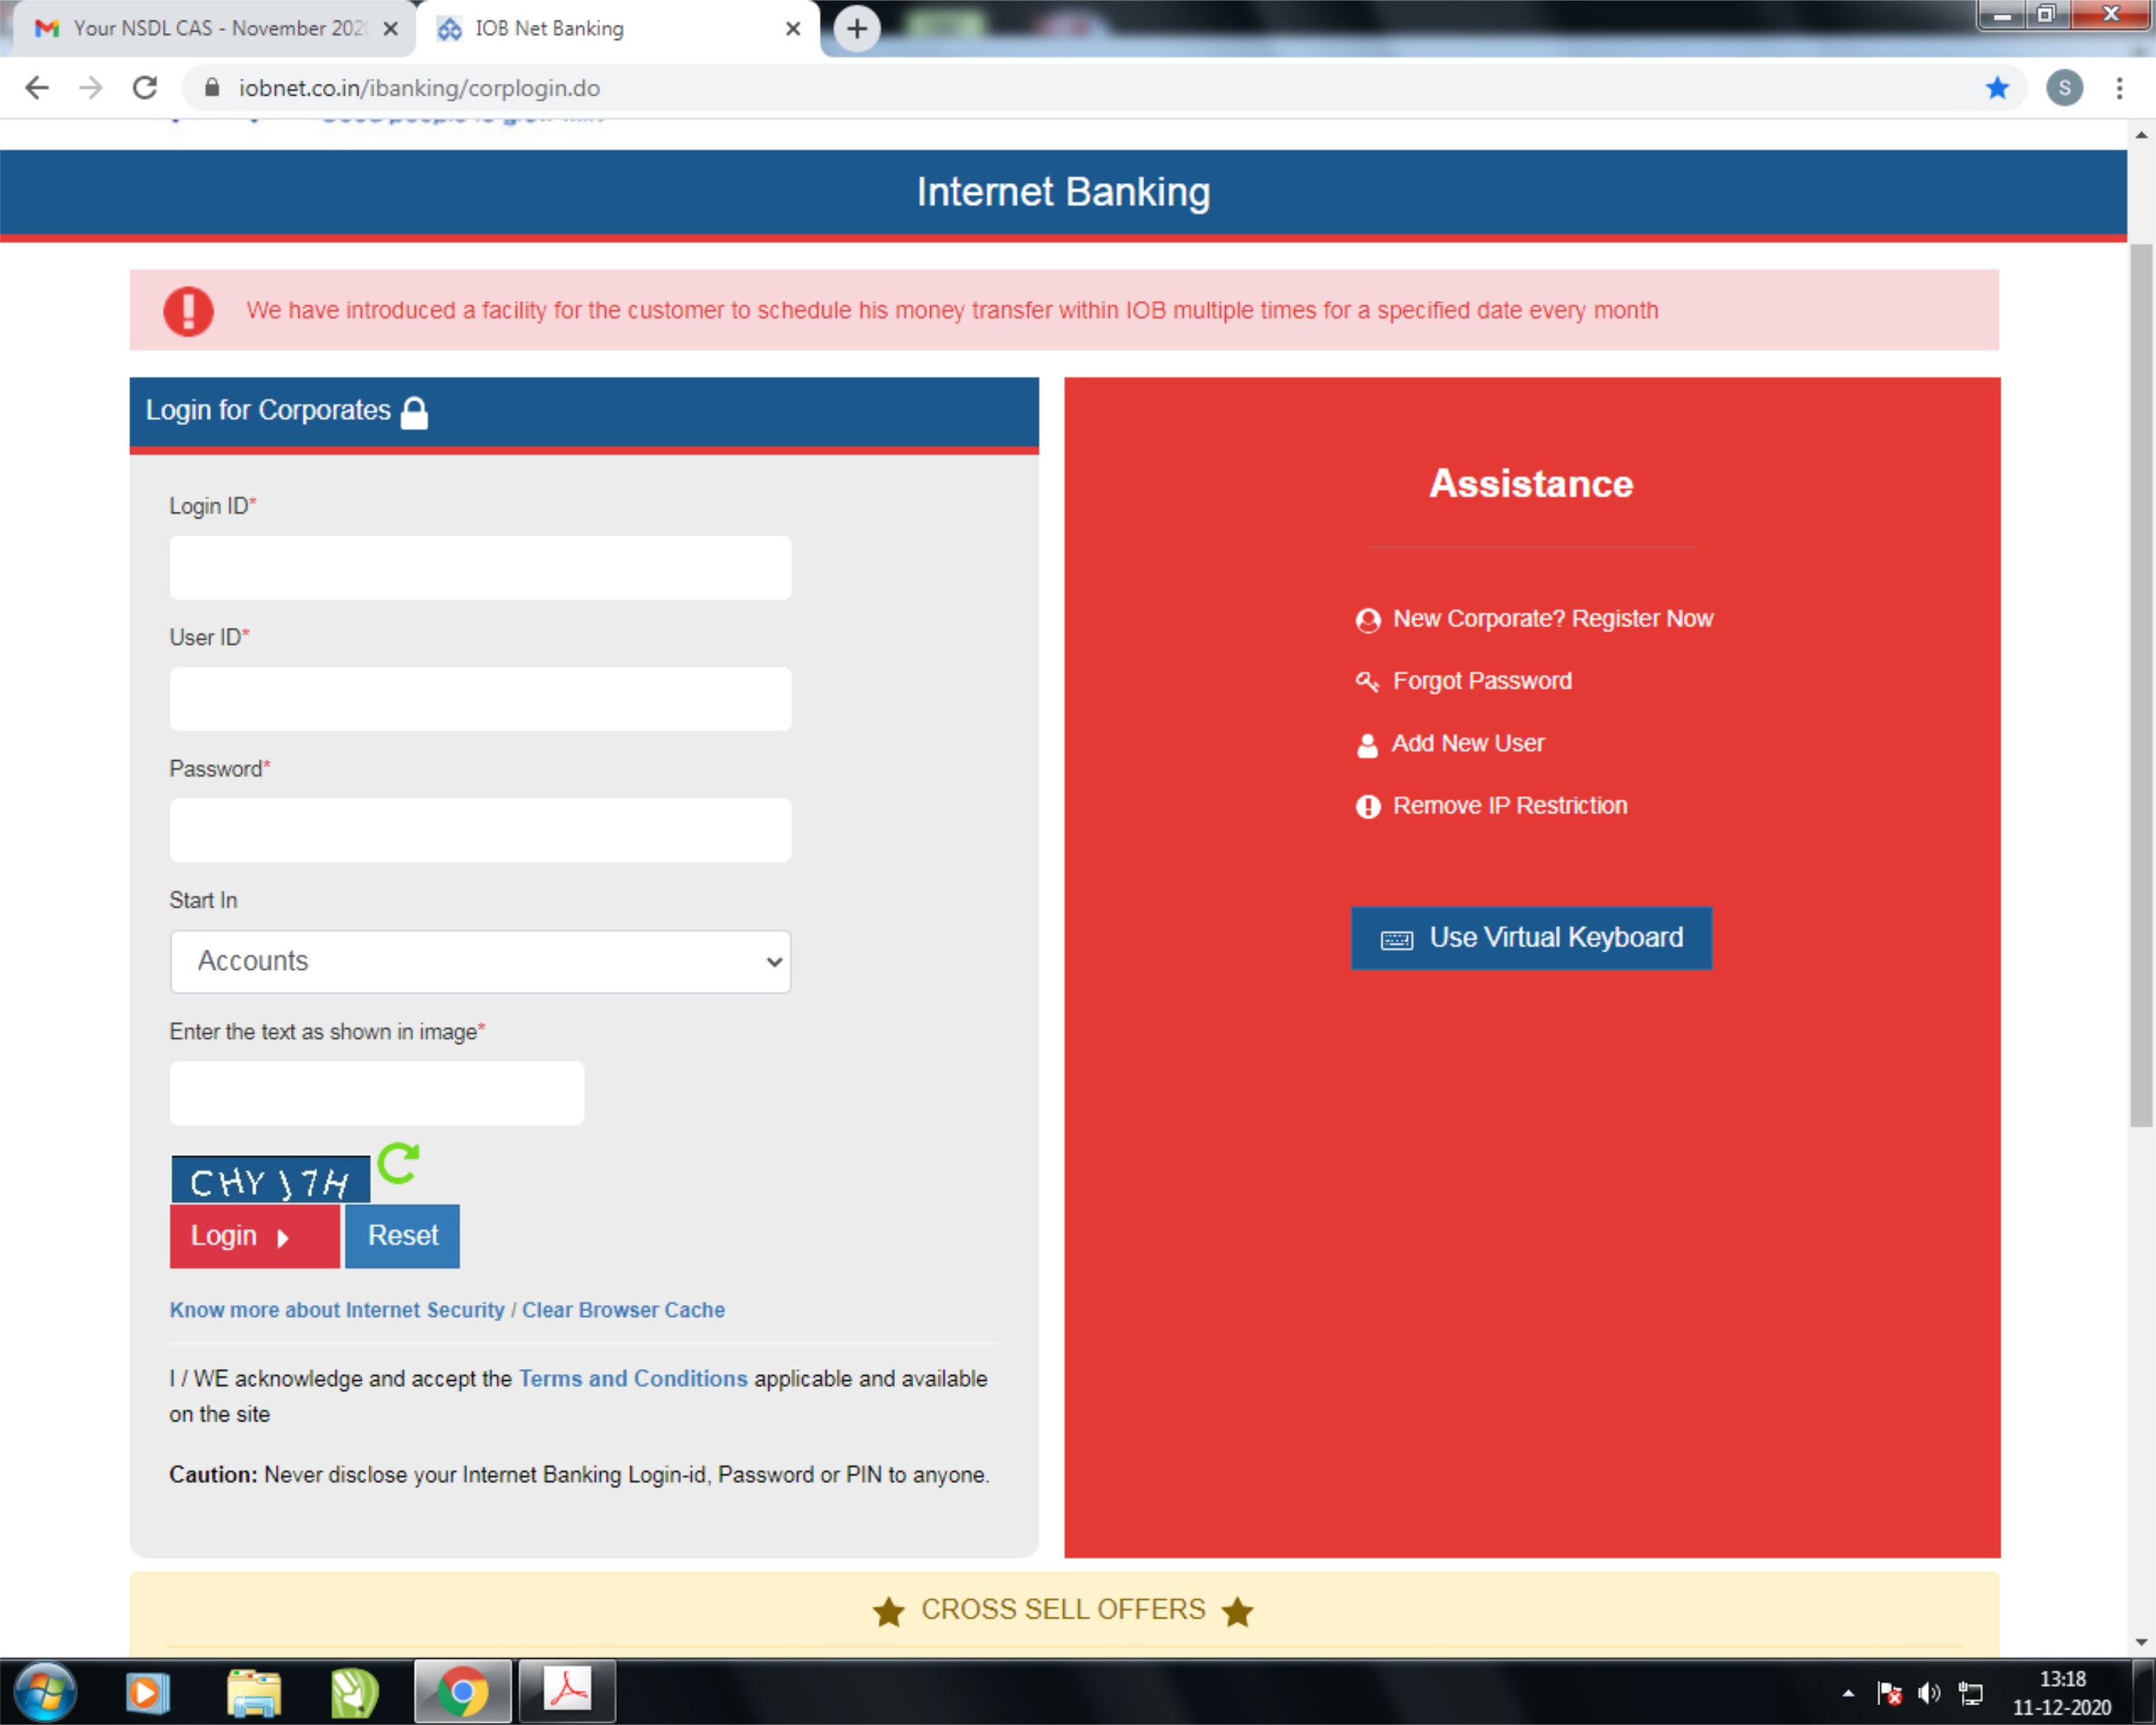 Your NSDL CAS - November 202
IOB Net Banking
iobnet.co.in/ibanking/corplogin.do
S
Internet Banking
We have introduced a facility for the customer to schedule his money transfer within IOB multiple times for a specified date every month
Login for Corporates
Login ID*
User ID*
Password*
Start In
Accounts
Enter the text as shown in image*
Login
Reset
Know more about Internet Security / Clear Browser Cache
I / WE acknowledge and accept the Terms and Conditions applicable and available
on the site
Caution: Never disclose your Internet Banking Login-id, Password or PIN to anyone.
Assistance
New Corporate? Register Now
Forgot Password
Add New User
Remove IP Restriction
Use Virtual Keyboard
CROSS SELL OFFERS
13:18
11-12-2020